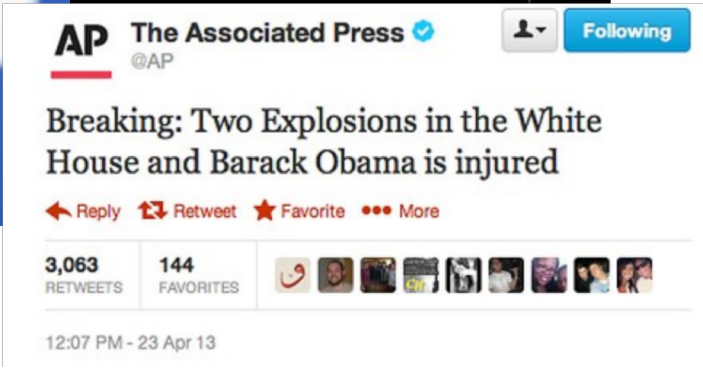 AP The Associated Press
@AP
Following
Breaking: Two Explosions in the White
House and Barack Obama is injured
Reply Retweet Favorite More
3,063 144
RETWEETS FAVORITES
12:07 PM - 23 Apr 13